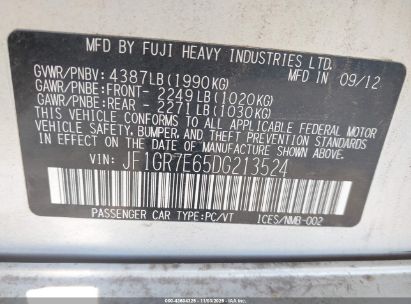 MFD BY FUJI HEAVY INDUSTRIES LTD.
GVWR/PNBV: 4387LB(1990KG) MFD IN 09/12
GAWR/PNBE:FRONT- 2249LB(1020KG)
GAWR/PNBE:REAR - 2271LB(1030KG)
THIS VEHICLE CONFORMS TO ALL APPLICABLE FEDERAL MOTOR
VEHICLE SAFETY, BUMPER, AND THEFT PREVENTION STANDARDS
IN EFFECT ON THE DATE OF MANUFACTURE SHOWN ABOVE.
VIN: JF1GR7E65DG213524
PASSENGER CAR TYPE:PC/VT 1CES/NMB-002